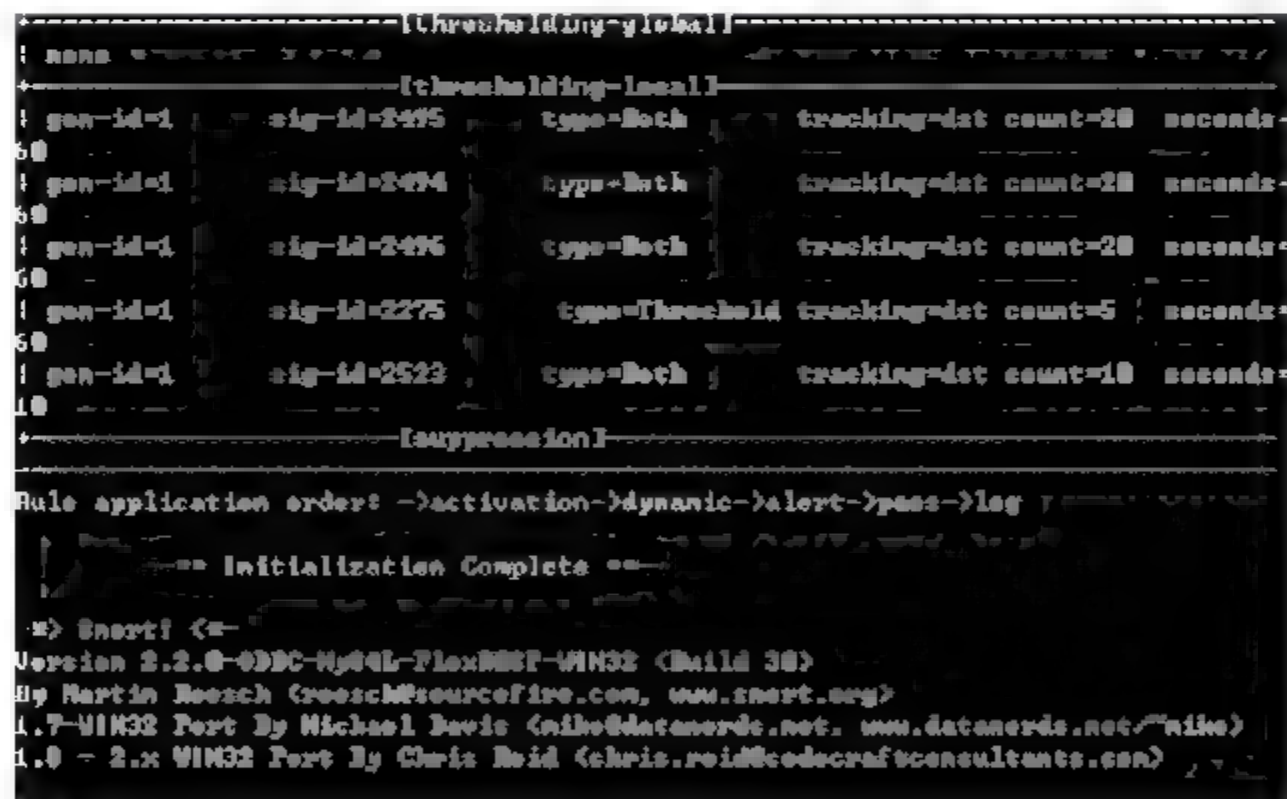 +-----------------------[thresholding-global]----------------------------------
| none
+-----------------------[thresholding-local]-----------------------------------
| gen-id=1 sig-id=2495 type=Both tracking=dst count=20 seconds=
60
| gen-id=1 sig-id=2494 type=Both tracking=dst count=20 seconds=
60
| gen-id=1 sig-id=2496 type=Both tracking=dst count=20 seconds=
60
| gen-id=1 sig-id=2275 type=Threshold tracking=dst count=5 seconds=
60
| gen-id=1 sig-id=2523 type=Both tracking=dst count=10 seconds=
10
+-----------------------[suppression]------------------------------------------
-------------------------------------------------------------------------------
Rule application order: ->activation->dynamic->alert->pass->log
--== Initialization Complete ==--
-*> Snort! <*-
Version 2.2.0-ODBC-MySQL-FlexRESP-WIN32 (Build 30)
By Martin Roesch (roesch@sourcefire.com, www.snort.org)
1.7-WIN32 Port By Michael Davis (mike@datanerds.net, www.datanerds.net/~mike)
1.8 - 2.x WIN32 Port By Chris Reid (chris.reid@codecraftconsultants.com)